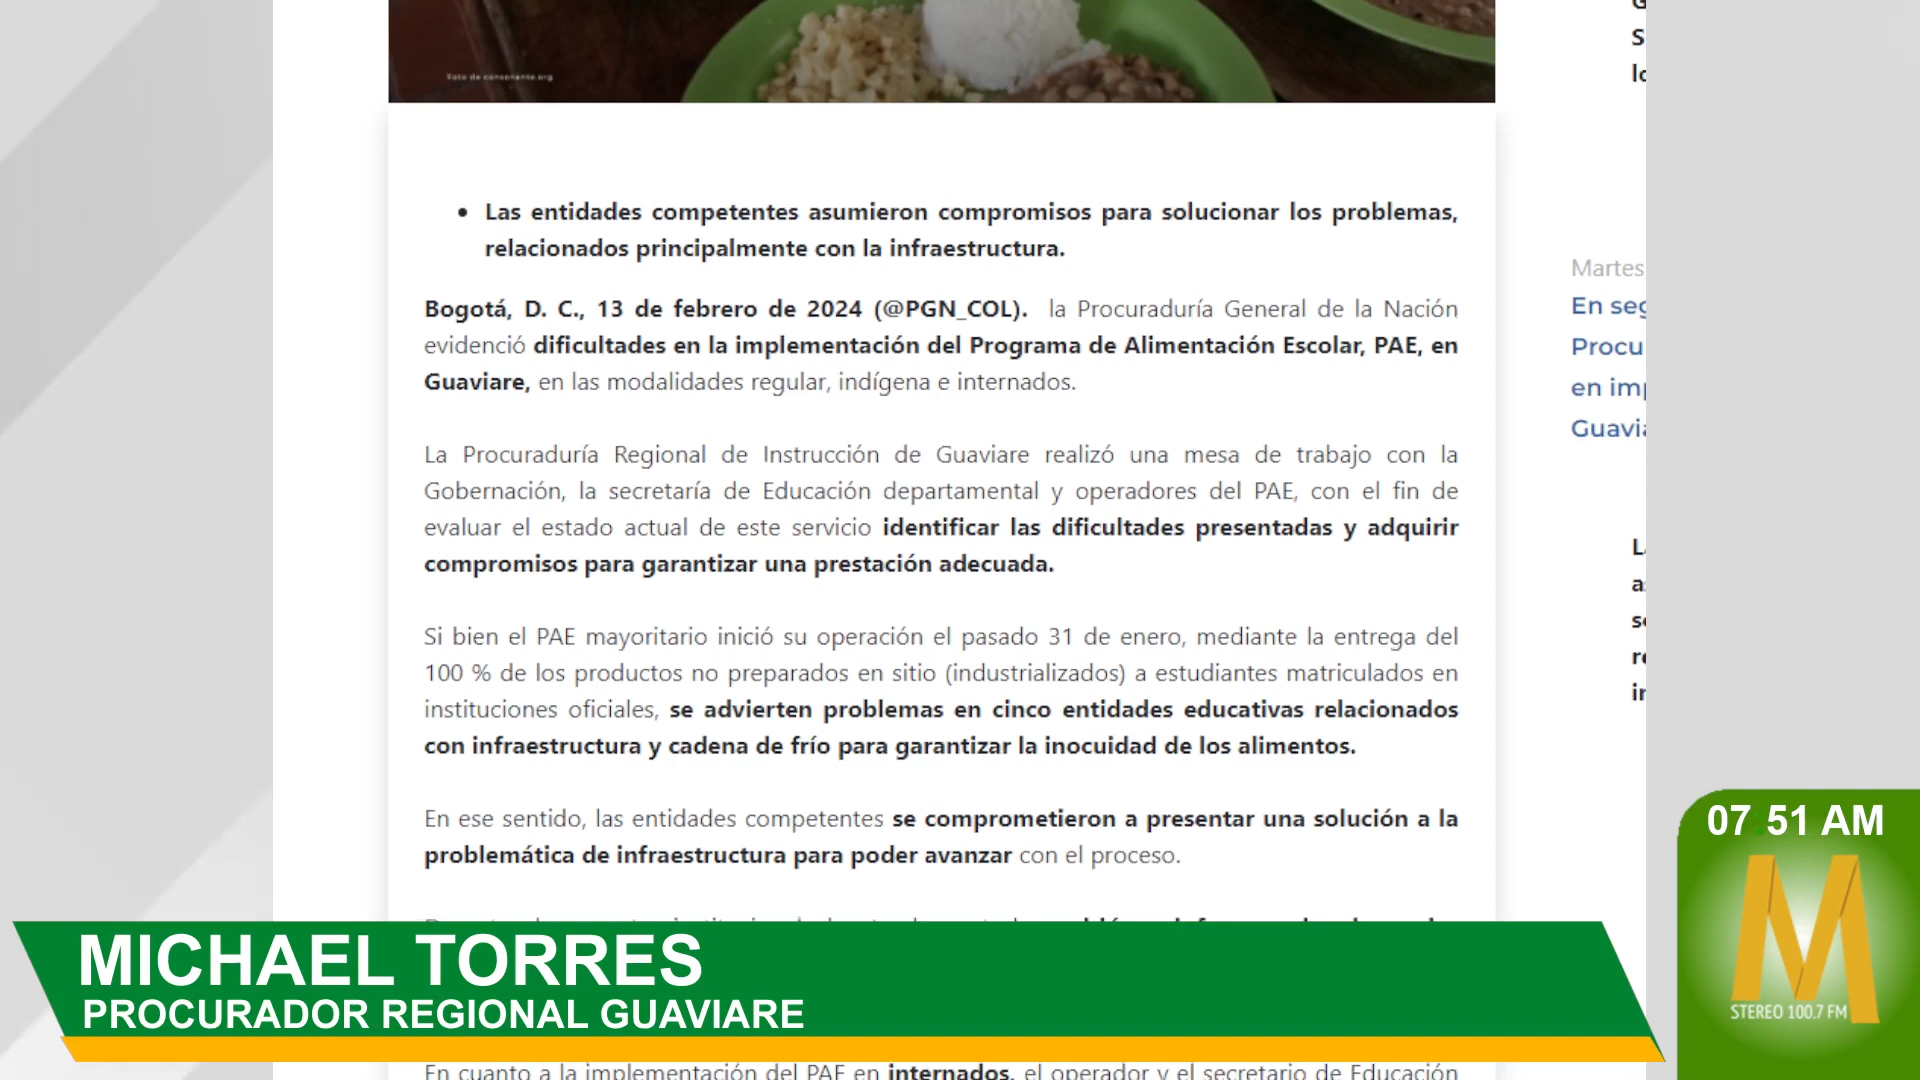 Foto de consonante.org
• Las entidades competentes asumieron compromisos para solucionar los problemas,
relacionados principalmente con la infraestructura.
Bogotá, D. C., 13 de febrero de 2024 (@PGN_COL). la Procuraduría General de la Nación
evidenció dificultades en la implementación del Programa de Alimentación Escolar, PAE, en
Guaviare, en las modalidades regular, indígena e internados.
La Procuraduría Regional de Instrucción de Guaviare realizó una mesa de trabajo con la
Gobernación, la secretaría de Educación departamental y operadores del PAE, con el fin de
evaluar el estado actual de este servicio identificar las dificultades presentadas y adquirir
compromisos para garantizar una prestación adecuada.
Si bien el PAE mayoritario inició su operación el pasado 31 de enero, mediante la entrega del
100 % de los productos no preparados en sitio (industrializados) a estudiantes matriculados en
instituciones oficiales, se advierten problemas en cinco entidades educativas relacionados
con infraestructura y cadena de frío para garantizar la inocuidad de los alimentos.
En ese sentido, las entidades competentes se comprometieron a presentar una solución a la
problemática de infraestructura para poder avanzar con el proceso.
En cuanto a la implementación del PAE en internados, el operador y el secretario de Educación
Martes
En seg
Procu
en imp
Guavia
MICHAEL TORRES
PROCURADOR REGIONAL GUAVIARE
07:51 AM
M
STEREO 100.7 FM